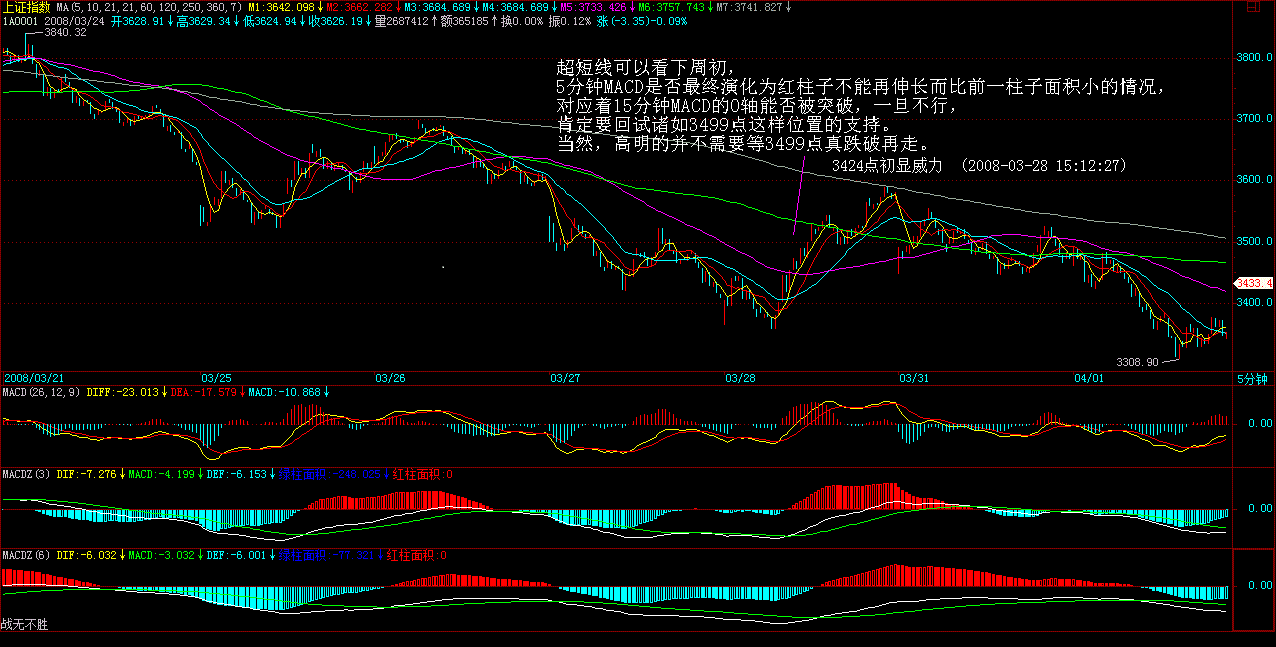 上证指数 MA(5,10,21,21,60,120,250,360,7) M1:3642.098↓ M2:3662.282↓ M3:3684.689↓ M4:3684.689↓ M5:3733.426↓ M6:3757.743↓ M7:3741.827↓
1A0001 2008/03/24 开3628.91↓高3629.34↓低3624.94↓收3626.19↓量2687412↑额365185↑换0.00% 振0.12% 涨(-3.35)-0.09%
3840.32
超短线可以看下周初，
5分钟MACD是否最终演化为红柱子不能再伸长而比前一柱子面积小的情况，
对应着15分钟MACD的0轴能否被突破，一旦不行，
肯定要回试诸如3499点这样位置的支持。
当然，高明的并不需要等3499点真跌破再走。
3424点初显威力 (2008-03-28 15:12:27)
3800.0
3700.0
3600.0
3500.0
3433.4
3400.0
3308.90
2008/03/21 03/25 03/26 03/27 03/28 03/31 04/01 5分钟
MACD(26,12,9) DIFF:-23.013↓ DEA:-17.579↓ MACD:-10.868↓
0.00
MACDZ(3) DIF:-7.276↓ MACD:-4.199↓ DEF:-6.153↓ 绿柱面积:-248.025↓ 红柱面积:0
0.00
MACDZ(6) DIF:-6.032↓ MACD:-3.032↓ DEF:-6.001↓ 绿柱面积:-77.321↓ 红柱面积:0
0.00
战无不胜